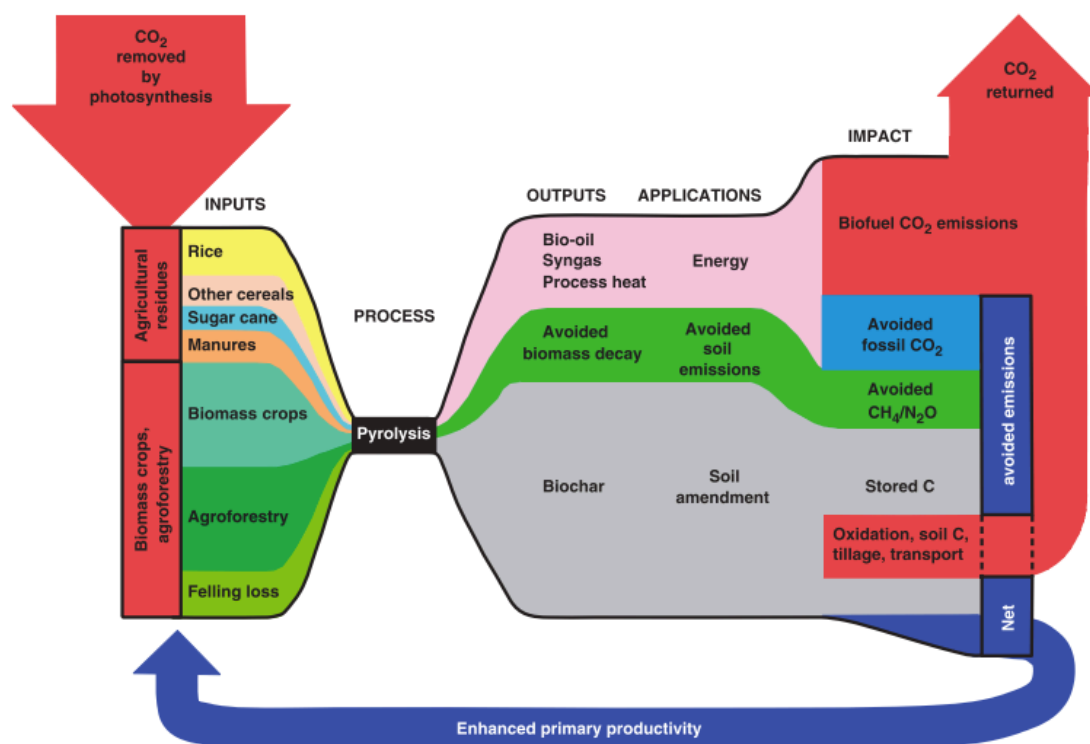 CO₂
removed
by
photosynthesis
CO₂
returned
IMPACT
INPUTS
OUTPUTS
APPLICATIONS
PROCESS
Agricultural
residues
Rice
Other cereals
Sugar cane
Manures
Biomass crops,
agroforestry
Biomass crops
Agroforestry
Felling loss
Pyrolysis
Bio-oil
Syngas
Process heat
Energy
Avoided
biomass decay
Avoided
soil
emissions
Biochar
Soil
amendment
Biofuel CO₂ emissions
Avoided
fossil CO₂
Avoided
CH₄/N₂O
Stored C
Oxidation, soil C,
tillage, transport
avoided emissions
Net
Enhanced primary productivity